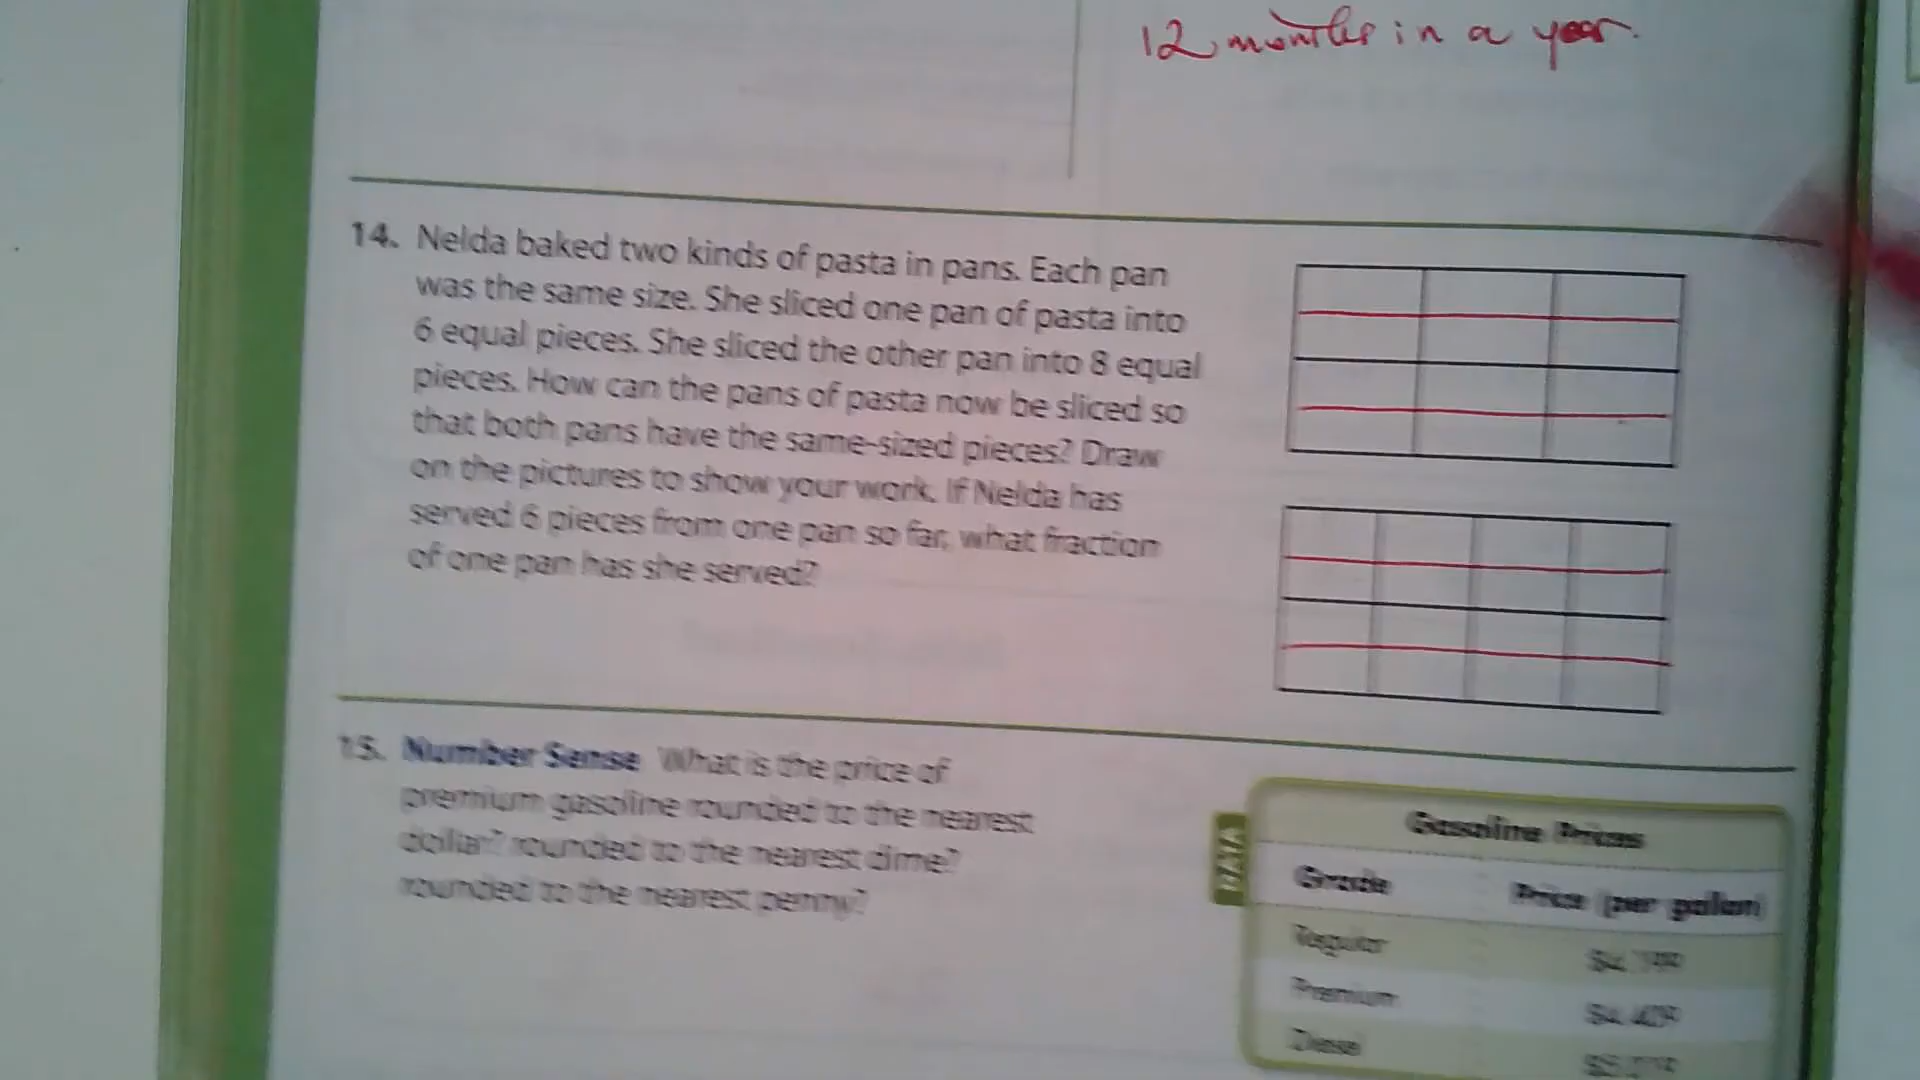 12 months in a year.
14. Nelda baked two kinds of pasta in pans. Each pan
was the same size. She sliced one pan of pasta into
6 equal pieces. She sliced the other pan into 8 equal
pieces. How can the pans of pasta now be sliced so
that both pans have the same-sized pieces? Draw
on the pictures to show your work. If Nelda has
served 6 pieces from one pan so far, what fraction
of one pan has she served?
15. Number Sense What is the price of
premium gasoline rounded to the nearest
dollar? rounded to the nearest dime?
rounded to the nearest penny?
DATA
Gasoline Prices
Grade Price (per gallon)
Regular
Premium
Diesel